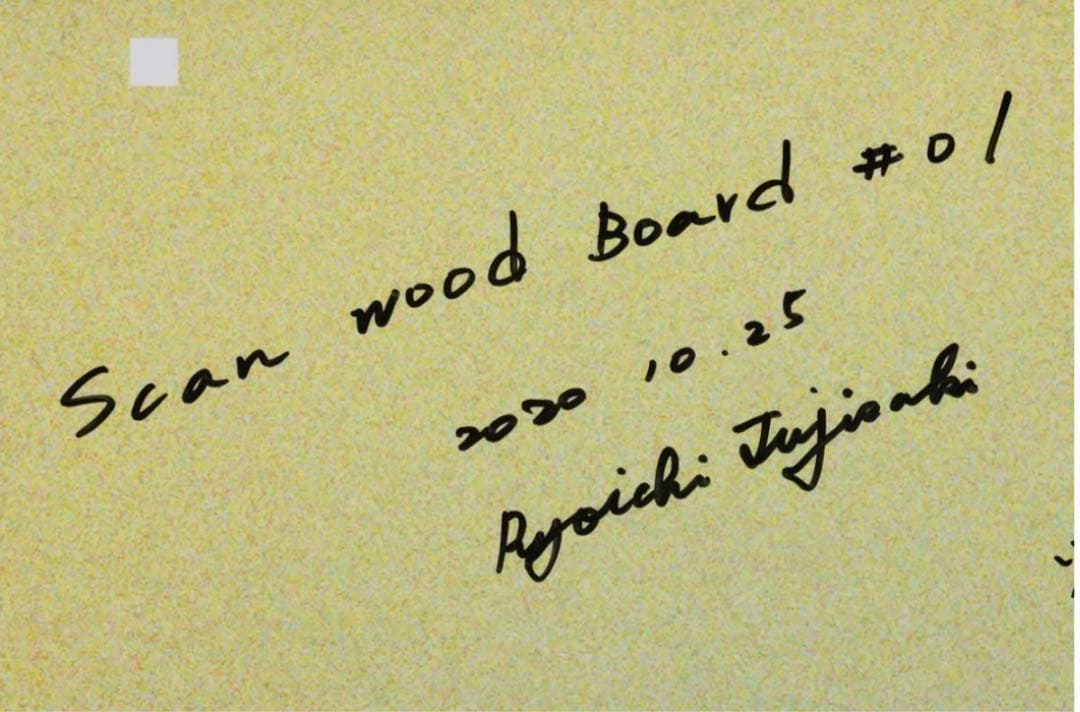 Scan wood Board #01
2020 10.25
Ryoichi Fujisaki